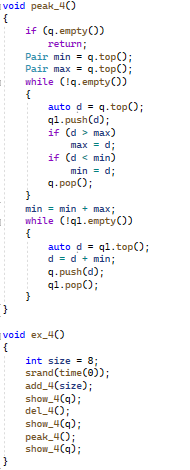 void peak_4()
{
if (q.empty())
return;
Pair min = q.top();
Pair max = q.top();
while (!q.empty())
{
auto d = q.top();
q1.push(d);
if (d > max)
max = d;
if (d < min)
min = d;
q.pop();
}
min = min + max;
while (!q1.empty())
{
auto d = q1.top();
d = d + min;
q.push(d);
q1.pop();
}
}
void ex_4()
{
int size = 8;
srand(time(0));
add_4(size);
show_4(q);
del_4();
show_4(q);
peak_4();
show_4(q);
}